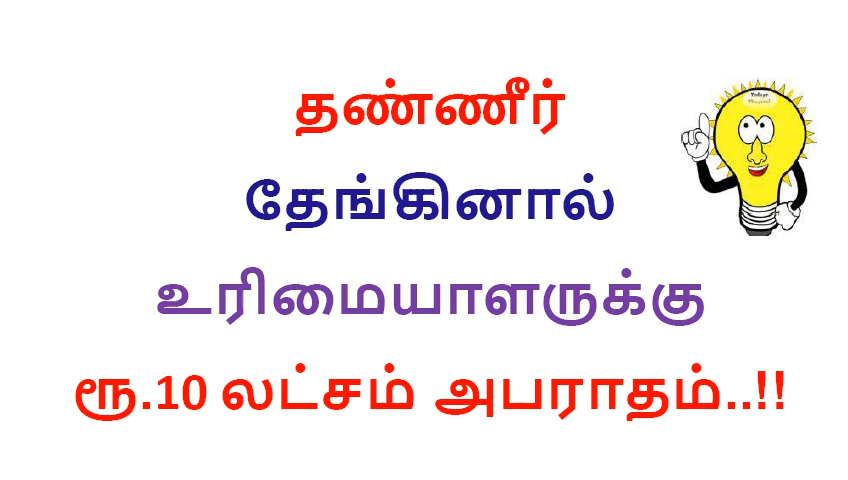 தண்ணீர்
தேங்கினால்
உரிமையாளருக்கு
ரூ.10 லட்சம் அபராதம்..!!